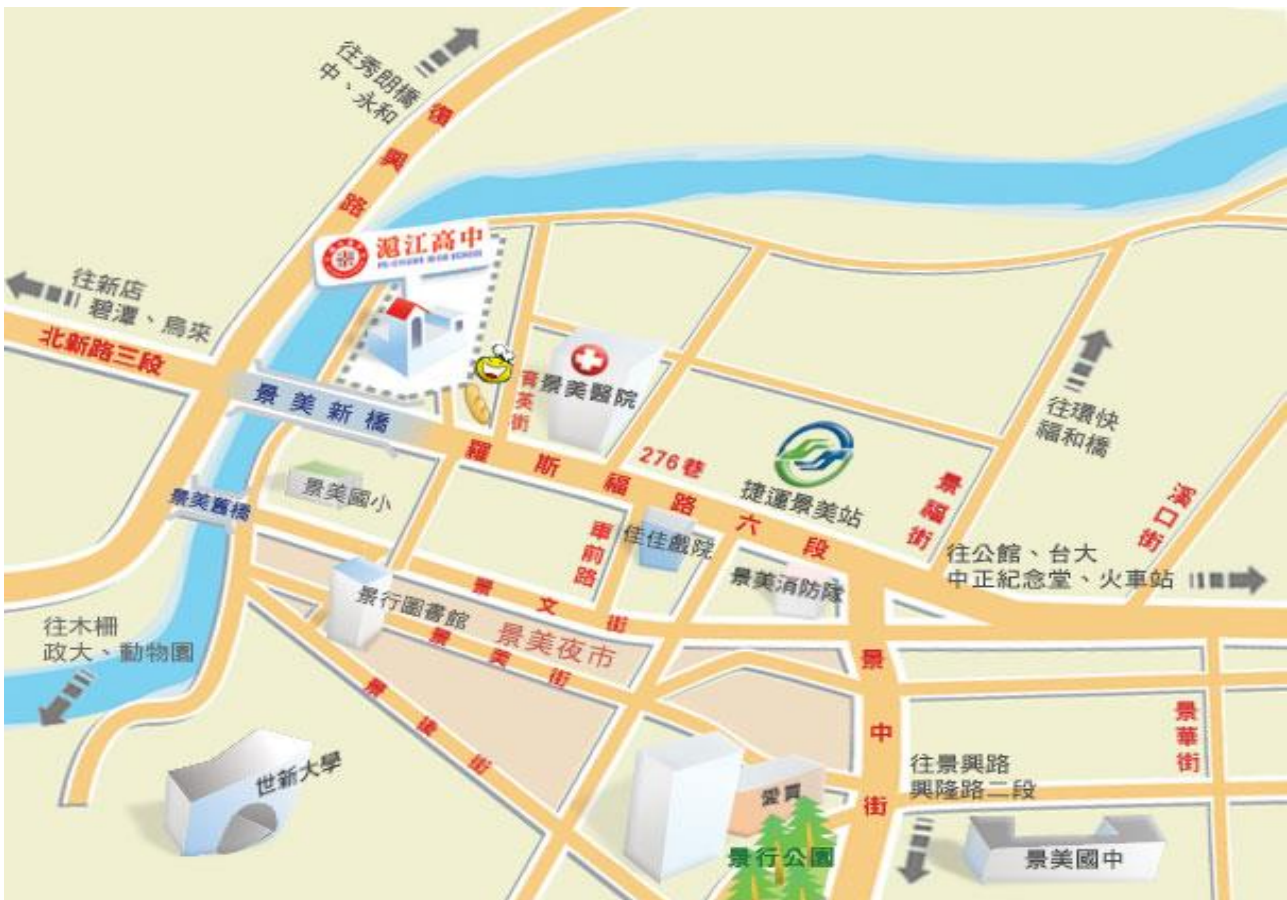 往秀朗橋
中、永和
復興路
滬江高中
HU-CHIANG HIGH SCHOOL
往新店
碧潭、烏來
北新路三段
景美新橋
育英街
景美醫院
276巷
羅斯福路六段
捷運景美站
景福街
往環快
福和橋
溪口街
景美舊橋
景美國小
車前路
佳佳戲院
景美消防隊
往公館、台大
中正紀念堂、火車站
景行圖書館
景文街
景美街
景美夜市
往木柵
政大、動物園
景後街
世新大學
景中街
景華街
往景興路
興隆路二段
愛買
景行公園
景美國中